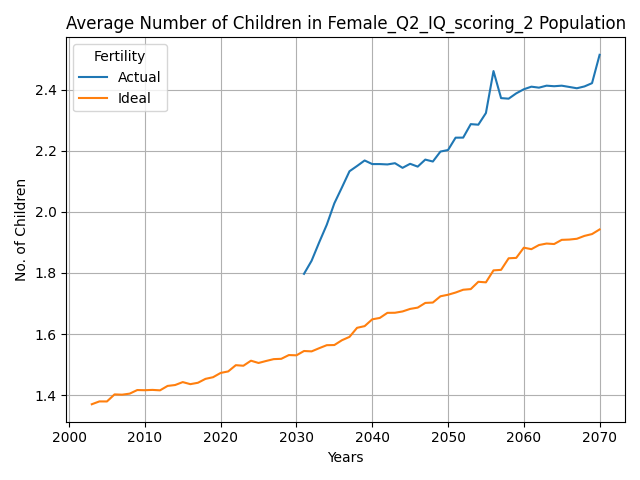 Average Number of Children in Female_Q2_IQ_scoring_2 Population
Fertility
Actual
Ideal
No. of Children
2.4
2.2
2.0
1.8
1.6
1.4
2000 2010 2020 2030 2040 2050 2060 2070
Years